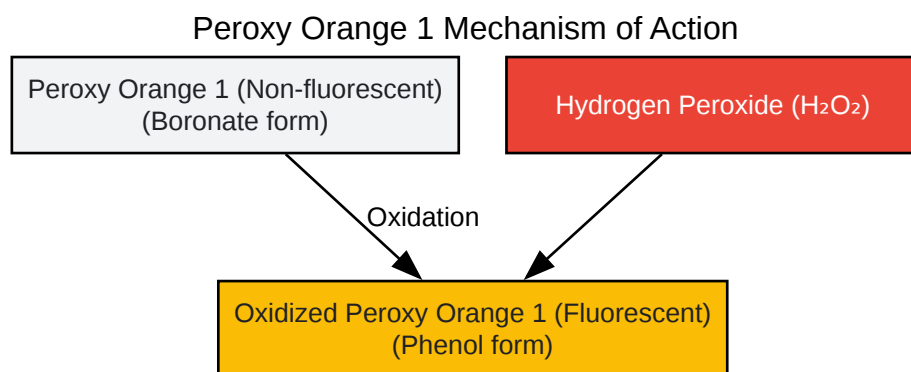 Peroxy Orange 1 Mechanism of Action
Peroxy Orange 1 (Non-fluorescent)
(Boronate form)
Hydrogen Peroxide (H₂O₂)
Oxidation
Oxidized Peroxy Orange 1 (Fluorescent)
(Phenol form)